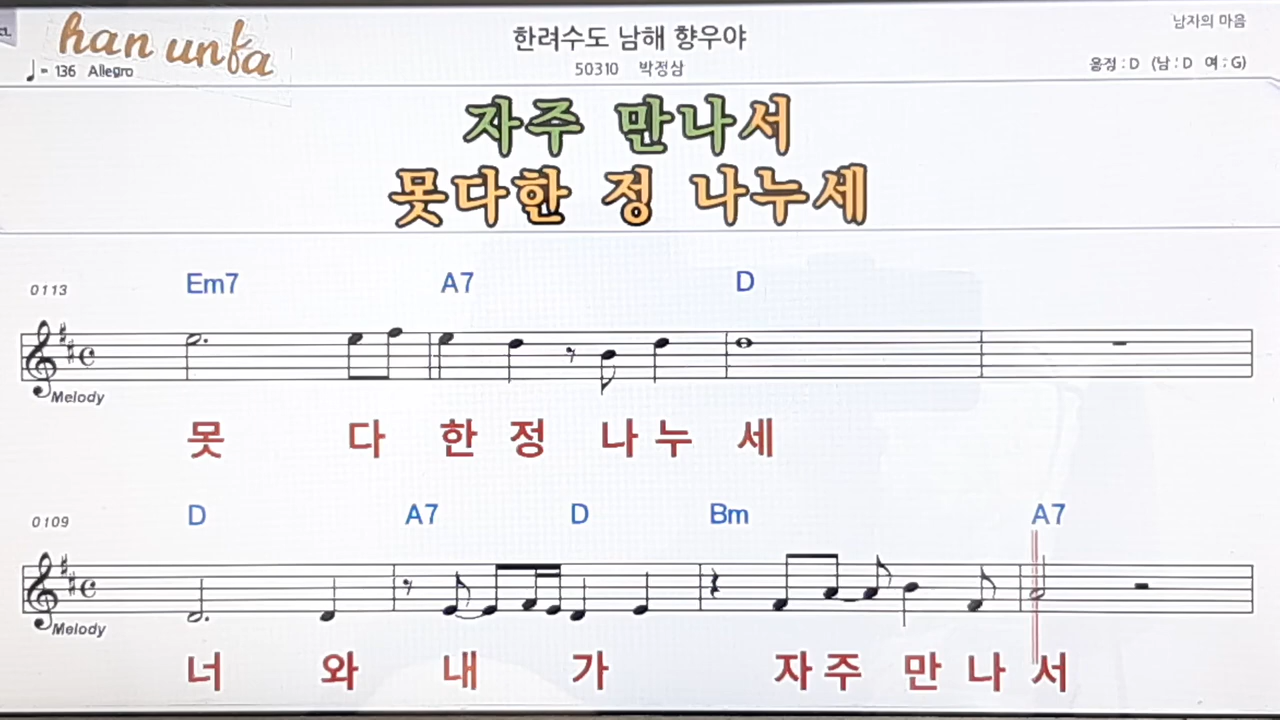 han unfa
♩= 136 Allegro
한려수도 남해 향우야
50310 박정삼
남자의 마음
음정 : D (남 : D 여 : G)
자주 만나서
못다한 정 나누세
0113
Em7 A7 D
Melody
못 다 한 정 나 누 세
0109
D A7 D Bm A7
Melody
너 와 내 가 자 주 만 나 서